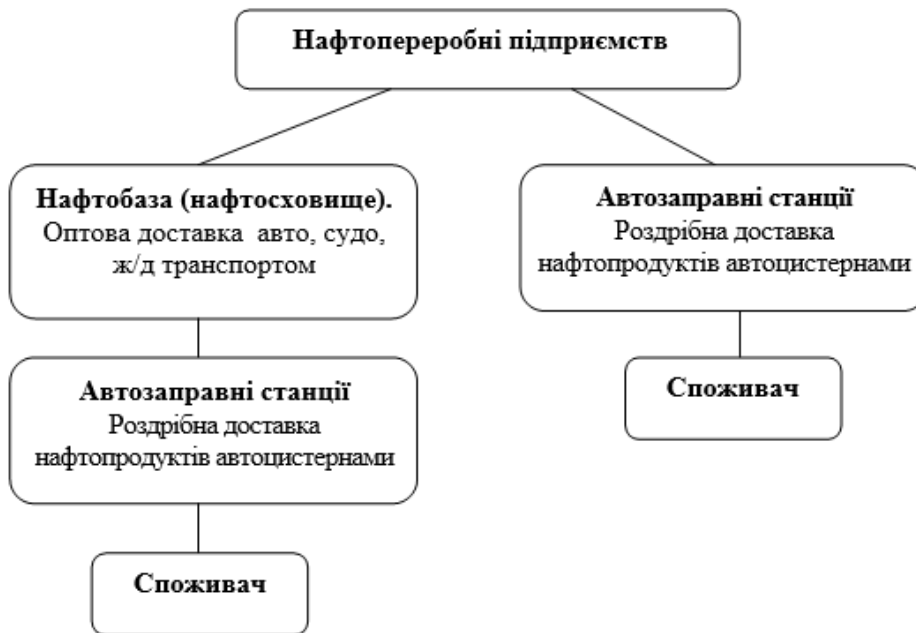 Нафтопереробні підприємств
Нафтобаза (нафтосховище).
Оптова доставка авто, судо,
ж/д транспортом
Автозаправні станції
Роздрібна доставка
нафтопродуктів автоцистернами
Споживач
Автозаправні станції
Роздрібна доставка
нафтопродуктів автоцистернами
Споживач